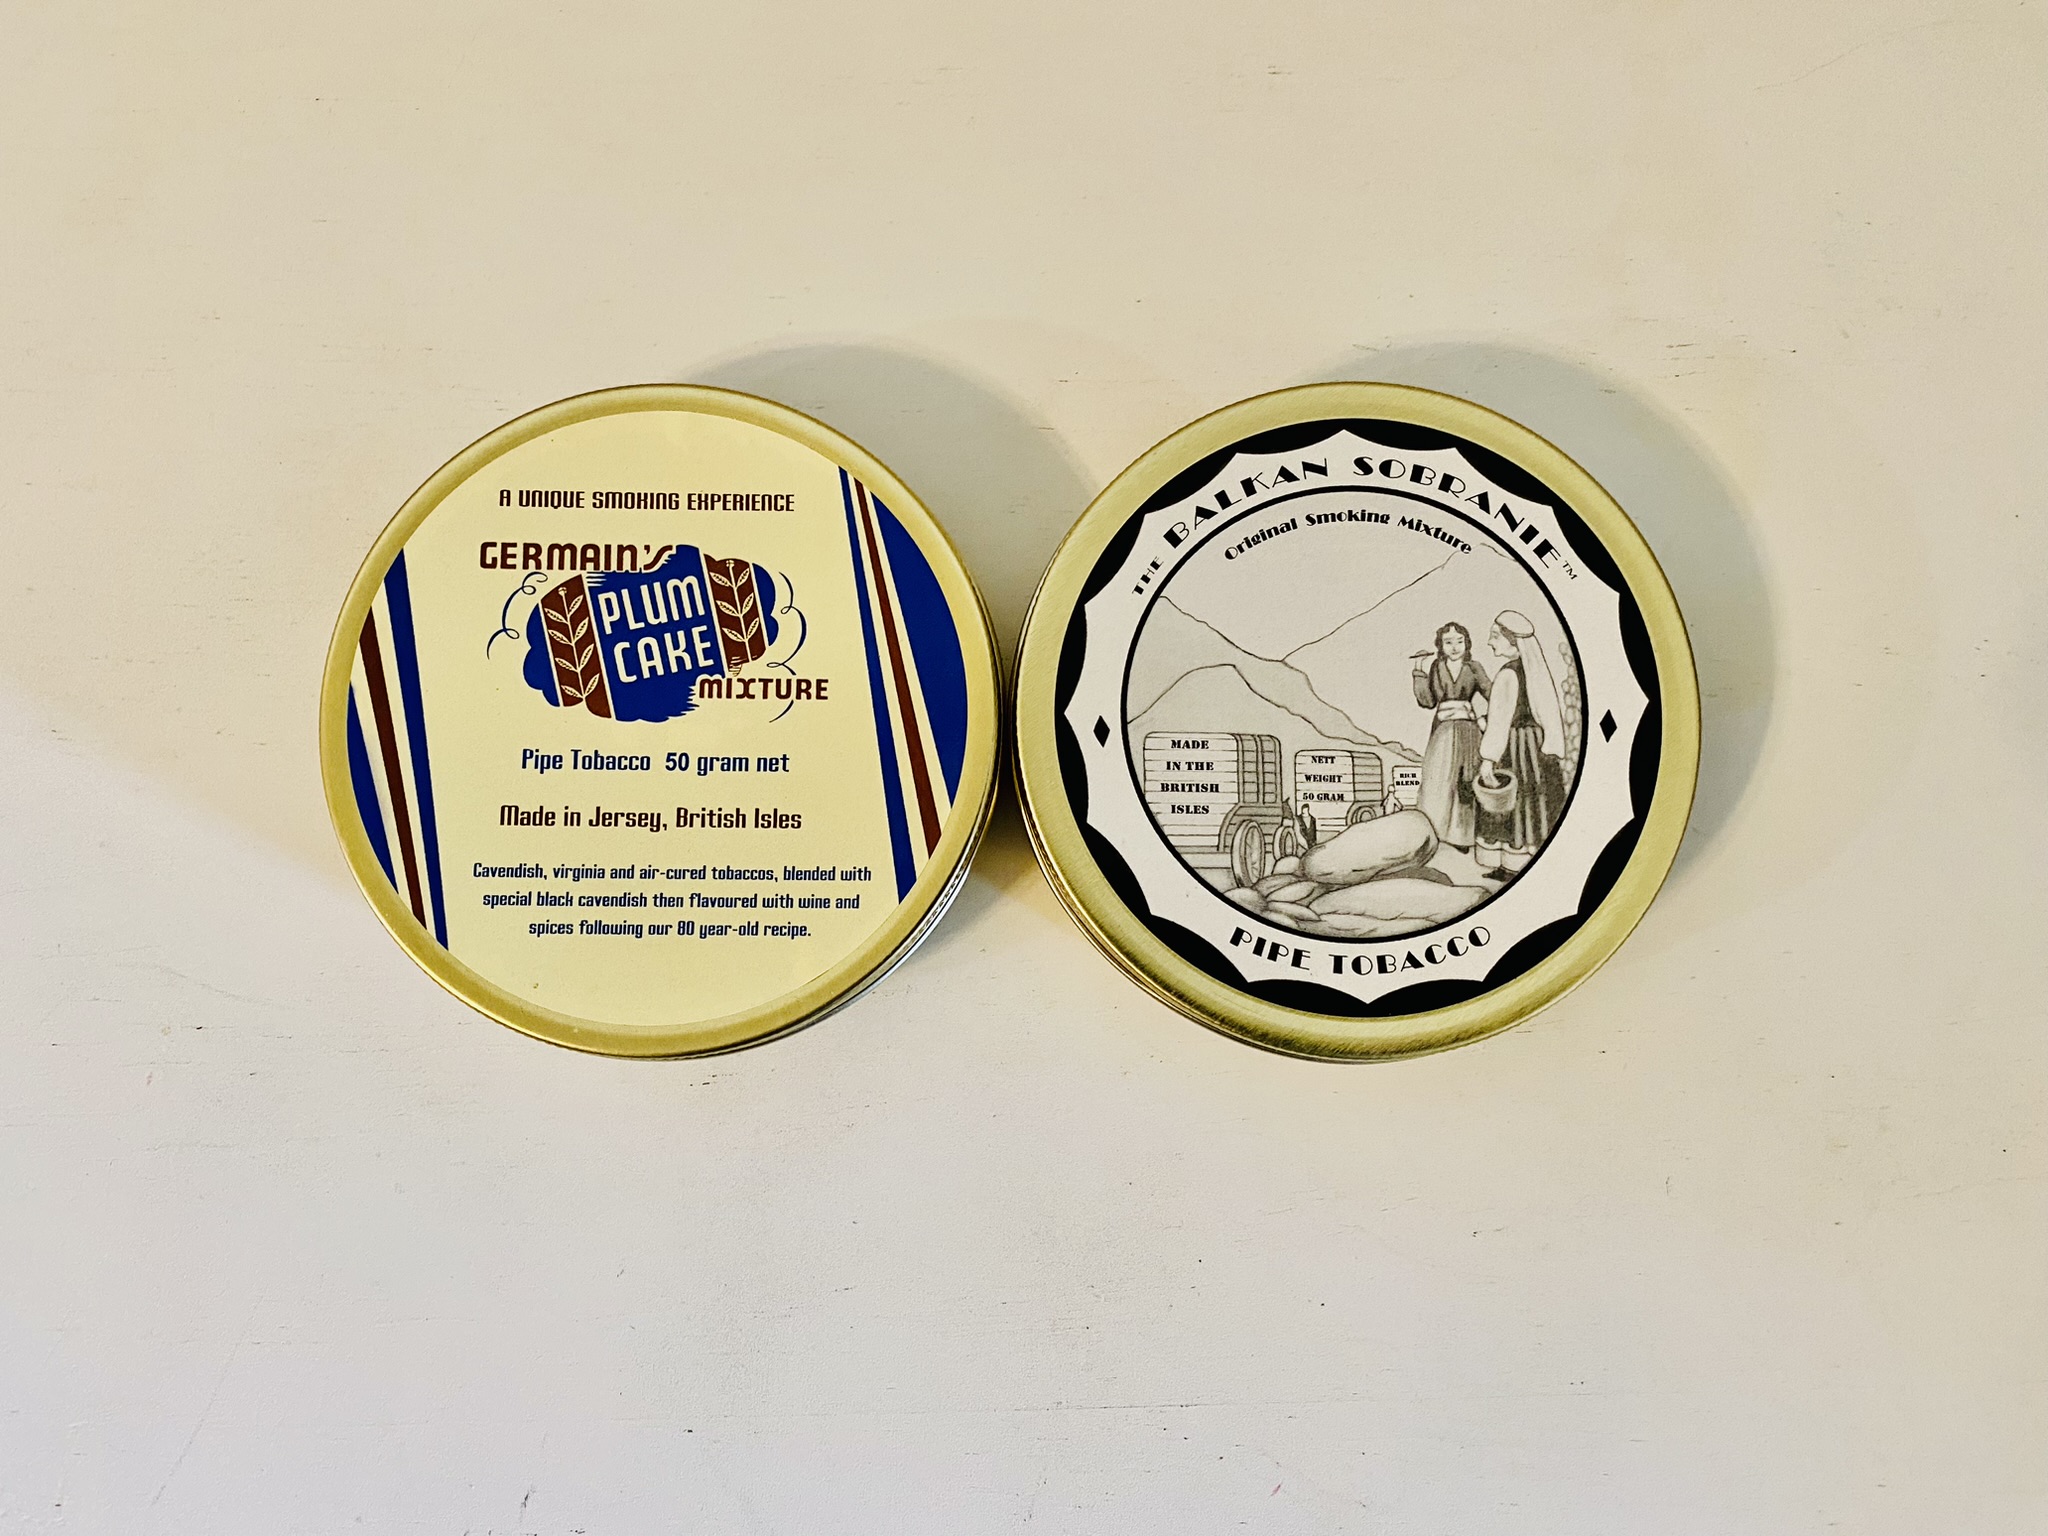 A UNIQUE SMOKING EXPERIENCE
GERMAIN'S
PLUM
CAKE
MIXTURE
Pipe Tobacco 50 gram net
Made in Jersey, British Isles
Cavendish, virginia and air-cured tobaccos, blended with
special black cavendish then flavoured with wine and
spices following our 80 year-old recipe.
THE BALKAN SOBRANIE™
Original Smoking Mixture
MADE
IN THE
BRITISH
ISLES
NETT
WEIGHT
50 GRAM
RICH
BLEND
PIPE TOBACCO